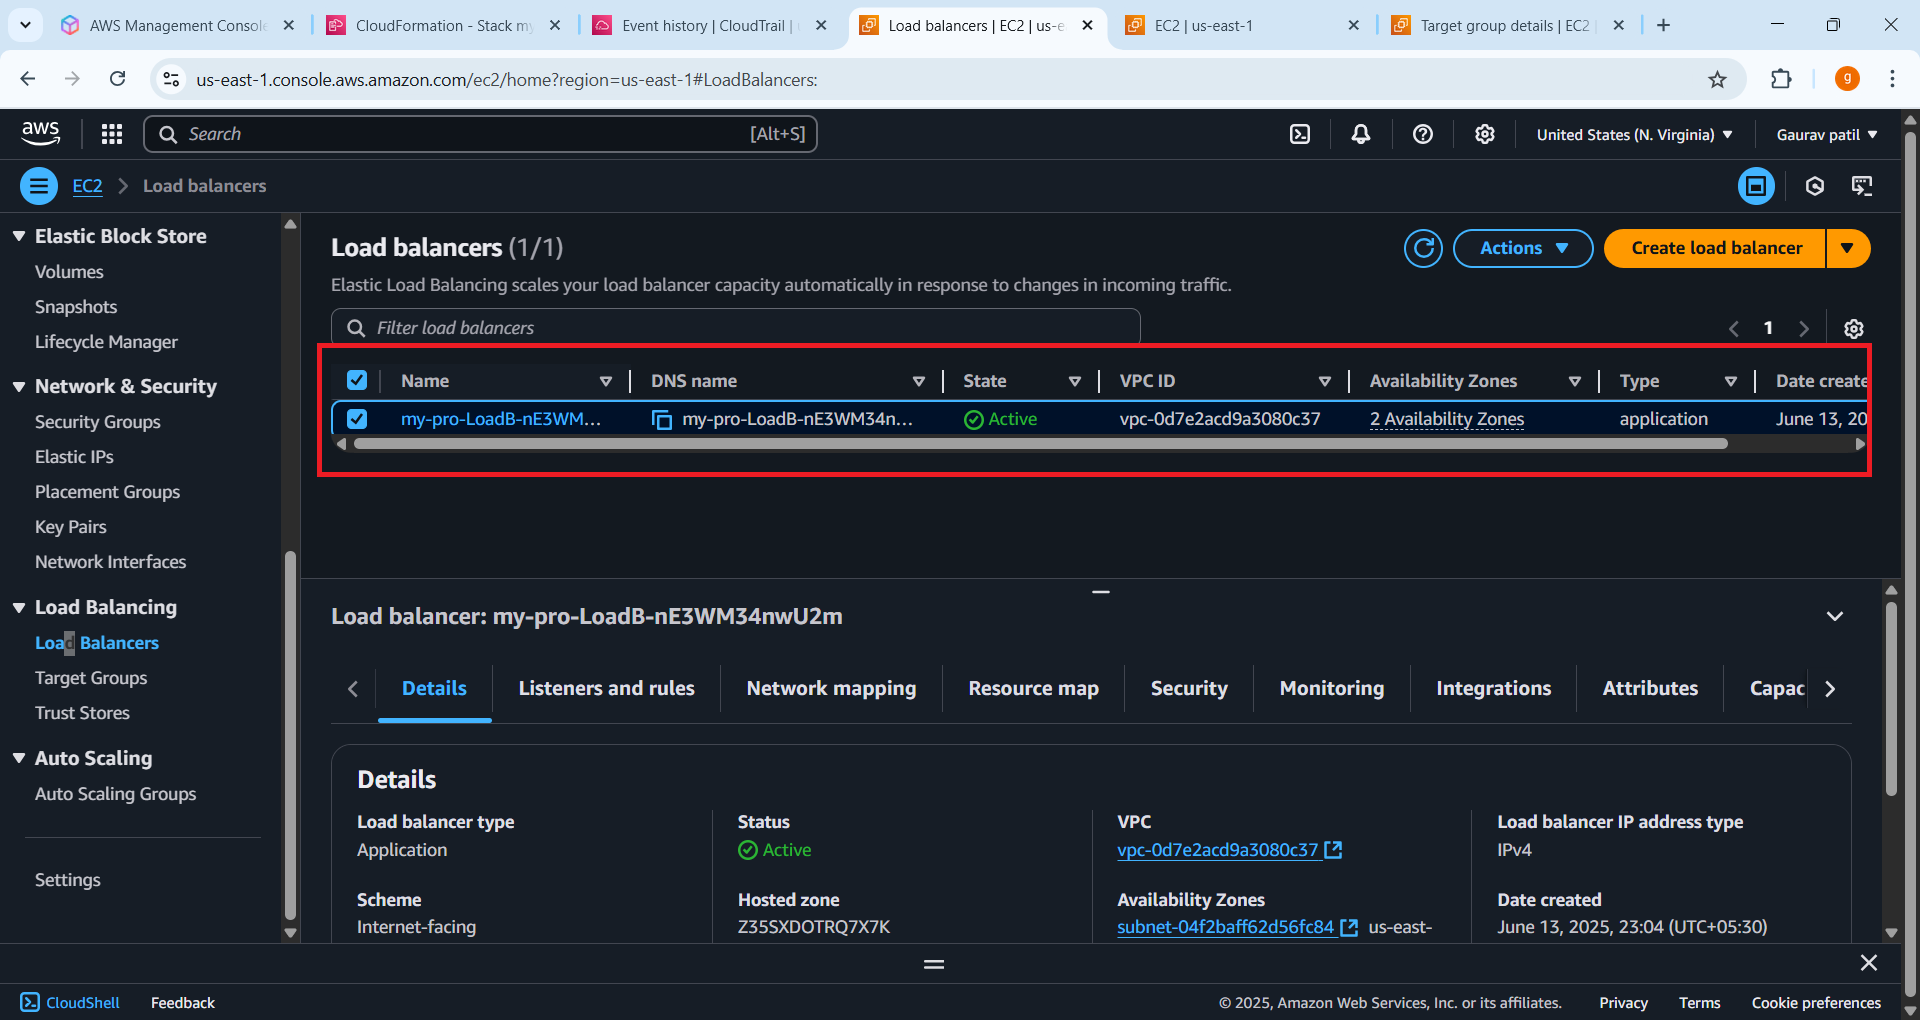 AWS Management Console
CloudFormation - Stack my
Event history | CloudTrail |
Load balancers | EC2 | us-e
EC2 | us-east-1
Target group details | EC2 |
us-east-1.console.aws.amazon.com/ec2/home?region=us-east-1#LoadBalancers:
g
aws
Search
[Alt+S]
United States (N. Virginia)
Gaurav patil
EC2
Load balancers
Elastic Block Store
Volumes
Snapshots
Lifecycle Manager
Network & Security
Security Groups
Elastic IPs
Placement Groups
Key Pairs
Network Interfaces
Load Balancing
Load Balancers
Target Groups
Trust Stores
Auto Scaling
Auto Scaling Groups
Settings
Load balancers (1/1)
Actions
Create load balancer
Elastic Load Balancing scales your load balancer capacity automatically in response to changes in incoming traffic.
Filter load balancers
1
Name DNS name State VPC ID Availability Zones Type Date create
my-pro-LoadB-nE3WM... my-pro-LoadB-nE3WM34n... Active vpc-0d7e2acd9a3080c37 2 Availability Zones application June 13, 20
Load balancer: my-pro-LoadB-nE3WM34nwU2m
Details Listeners and rules Network mapping Resource map Security Monitoring Integrations Attributes Capac
Details
Load balancer type
Application
Status
Active
VPC
vpc-0d7e2acd9a3080c37
Load balancer IP address type
IPv4
Scheme
Internet-facing
Hosted zone
Z35SXDOTRQ7X7K
Availability Zones
subnet-04f2baff62d56fc84 us-east-
Date created
June 13, 2025, 23:04 (UTC+05:30)
CloudShell
Feedback
© 2025, Amazon Web Services, Inc. or its affiliates.
Privacy
Terms
Cookie preferences